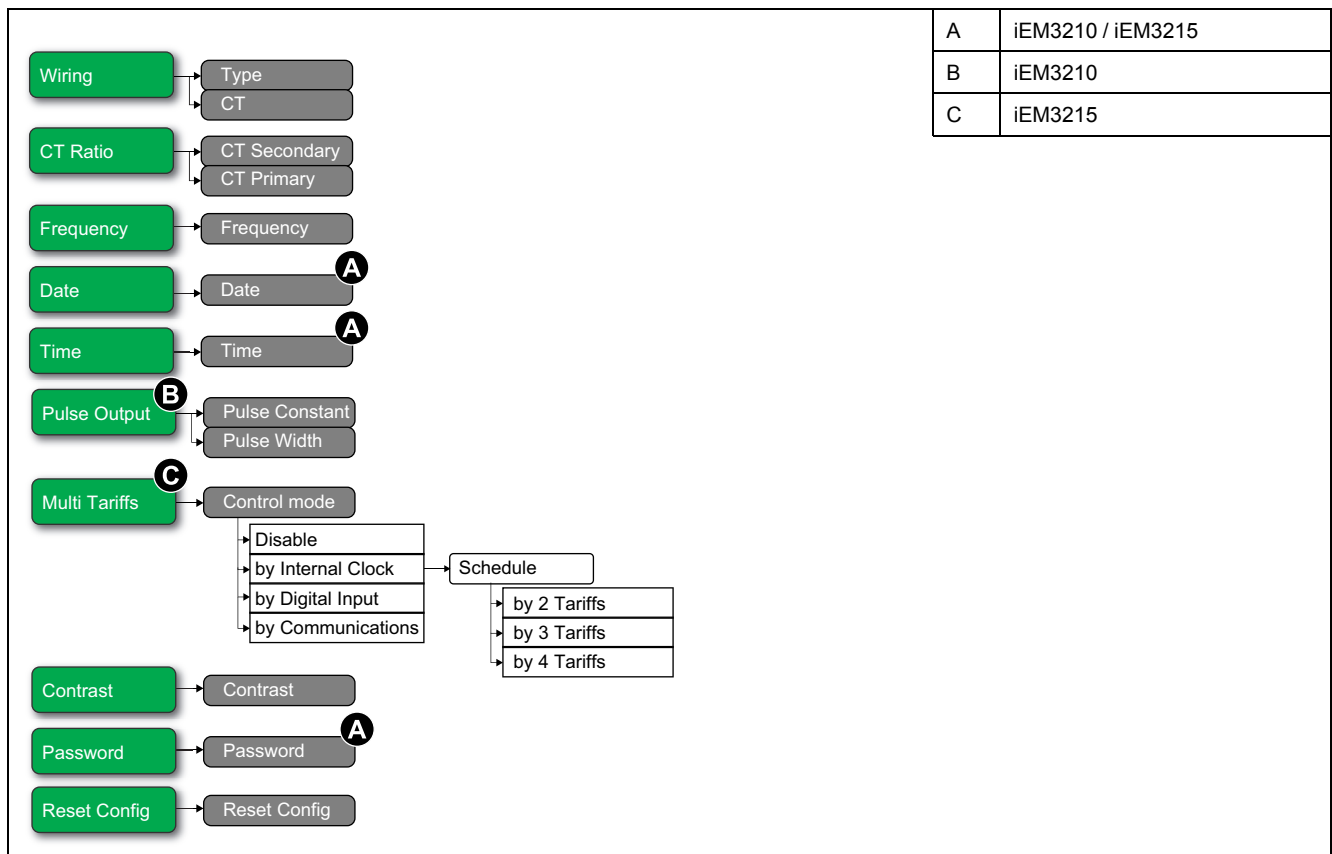 A iEM3210 / iEM3215
B iEM3210
C iEM3215
Wiring
Type
CT
CT Ratio
CT Secondary
CT Primary
Frequency
Frequency
Date
Date
A
Time
Time
A
Pulse Output
B
Pulse Constant
Pulse Width
Multi Tariffs
C
Control mode
Disable
by Internal Clock
by Digital Input
by Communications
Schedule
by 2 Tariffs
by 3 Tariffs
by 4 Tariffs
Contrast
Contrast
Password
Password
A
Reset Config
Reset Config